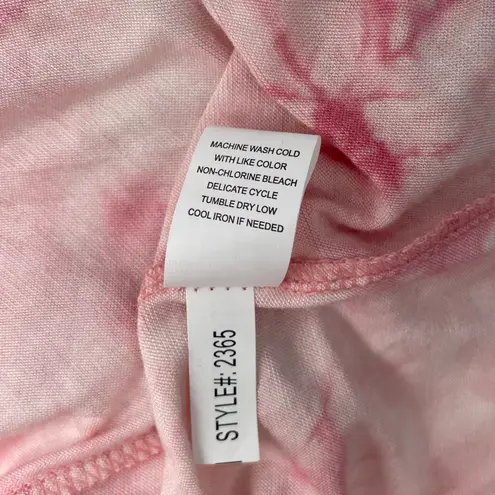 MACHINE WASH COLD
WITH LIKE COLOR
NON-CHLORINE BLEACH
DELICATE CYCLE
TUMBLE DRY LOW
COOL IRON IF NEEDED
STYLE#: 2365